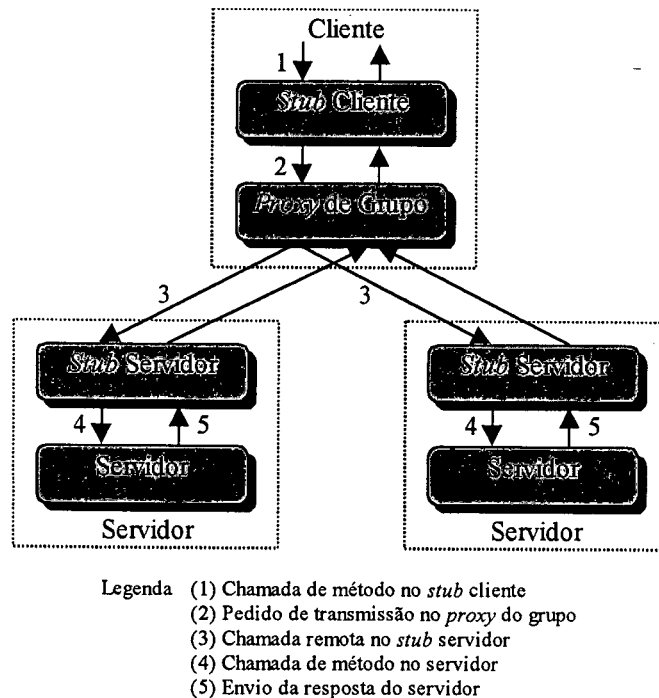 Cliente
1
Stub Cliente
2
Proxy de Grupo
3 3
Stub Servidor Stub Servidor
4 5 4 5
Servidor Servidor
Servidor Servidor
Legenda (1) Chamada de método no stub cliente
(2) Pedido de transmissão no proxy do grupo
(3) Chamada remota no stub servidor
(4) Chamada de método no servidor
(5) Envio da resposta do servidor